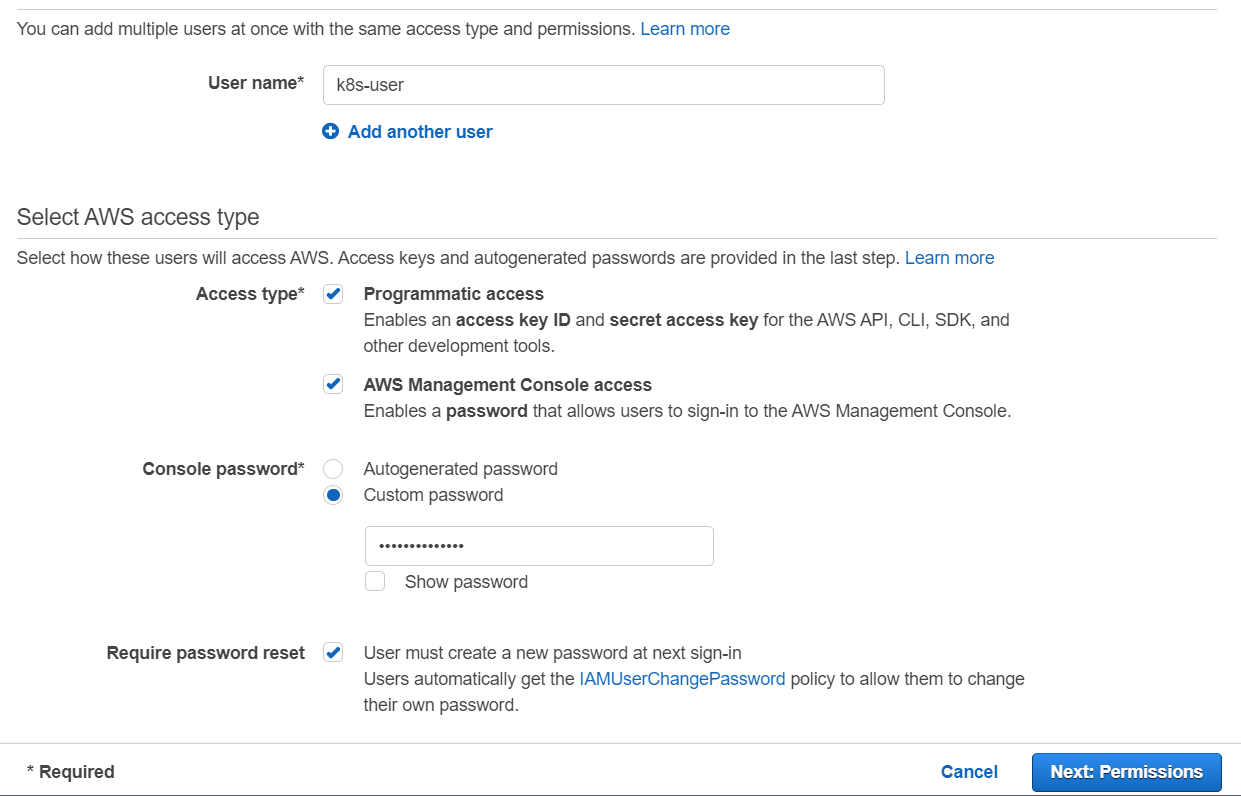 You can add multiple users at once with the same access type and permissions. Learn more
User name*
k8s-user
Add another user
Select AWS access type
Select how these users will access AWS. Access keys and autogenerated passwords are provided in the last step. Learn more
Access type*
Programmatic access
Enables an access key ID and secret access key for the AWS API, CLI, SDK, and
other development tools.
AWS Management Console access
Enables a password that allows users to sign-in to the AWS Management Console.
Console password*
Autogenerated password
Custom password
••••••••••••••
Show password
Require password reset
User must create a new password at next sign-in
Users automatically get the IAMUserChangePassword policy to allow them to change
their own password.
* Required
Cancel
Next: Permissions